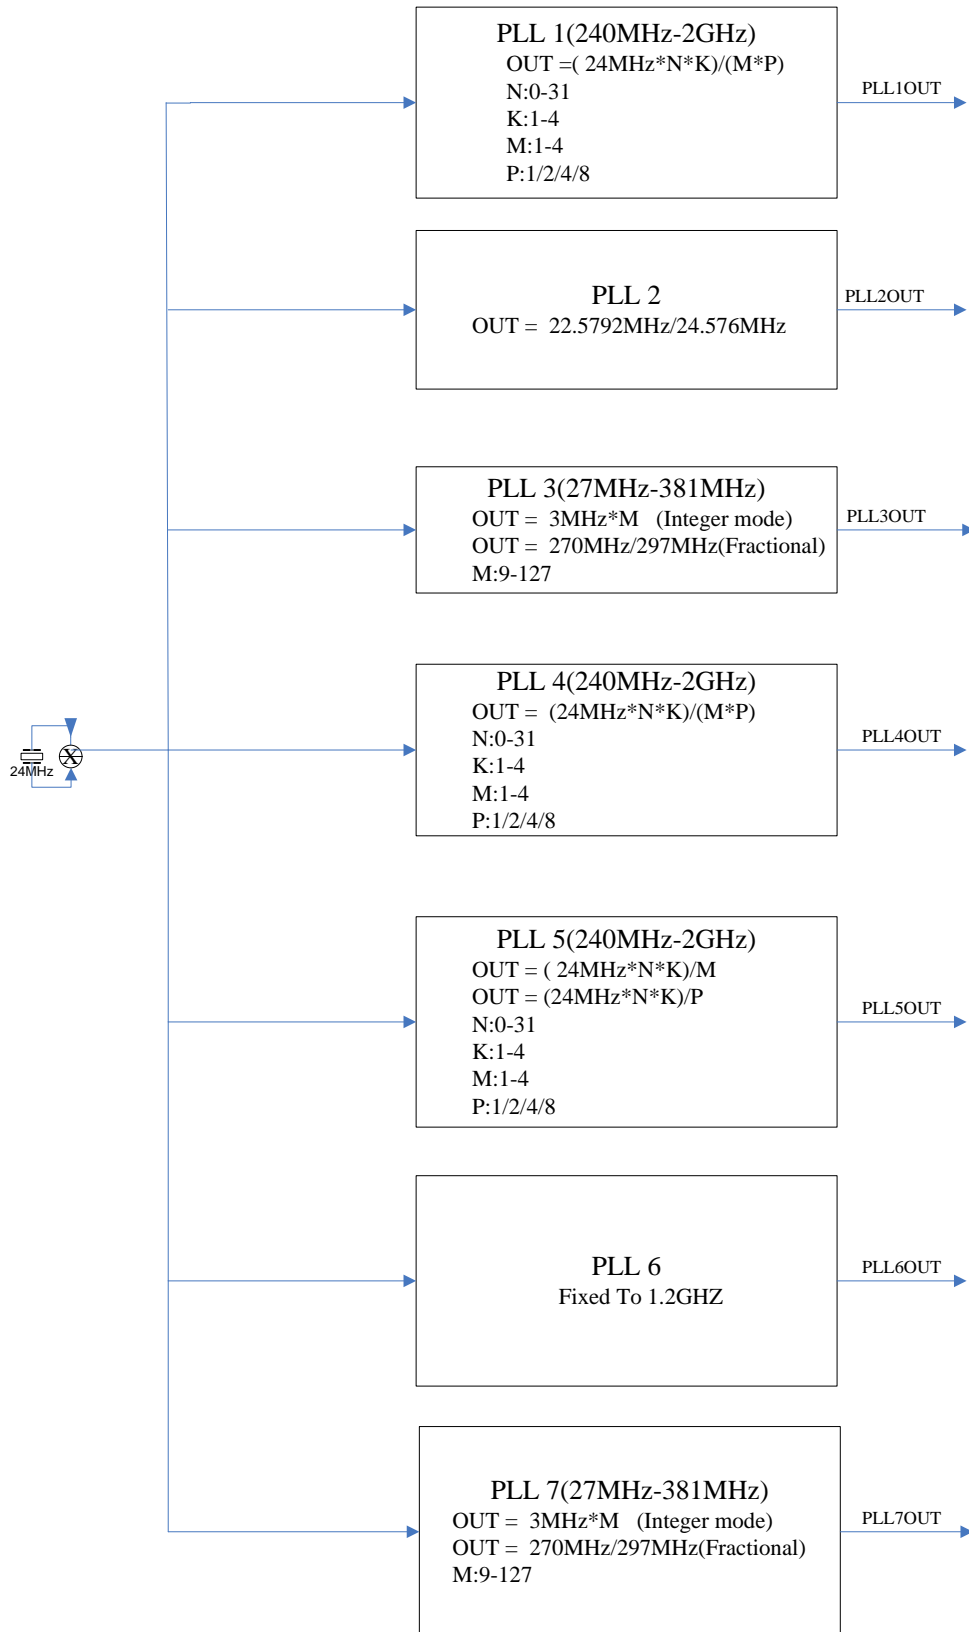 PLL 1(240MHz-2GHz)
OUT =( 24MHz*N*K)/(M*P)
N:0-31
K:1-4
M:1-4
P:1/2/4/8
PLL1OUT
PLL 2
OUT = 22.5792MHz/24.576MHz
PLL2OUT
PLL 3(27MHz-381MHz)
OUT = 3MHz*M (Integer mode)
OUT = 270MHz/297MHz(Fractional)
M:9-127
PLL3OUT
24MHz
X
PLL 4(240MHz-2GHz)
OUT = (24MHz*N*K)/(M*P)
N:0-31
K:1-4
M:1-4
P:1/2/4/8
PLL4OUT
PLL 5(240MHz-2GHz)
OUT = ( 24MHz*N*K)/M
OUT = (24MHz*N*K)/P
N:0-31
K:1-4
M:1-4
P:1/2/4/8
PLL5OUT
PLL 6
Fixed To 1.2GHZ
PLL6OUT
PLL 7(27MHz-381MHz)
OUT = 3MHz*M (Integer mode)
OUT = 270MHz/297MHz(Fractional)
M:9-127
PLL7OUT